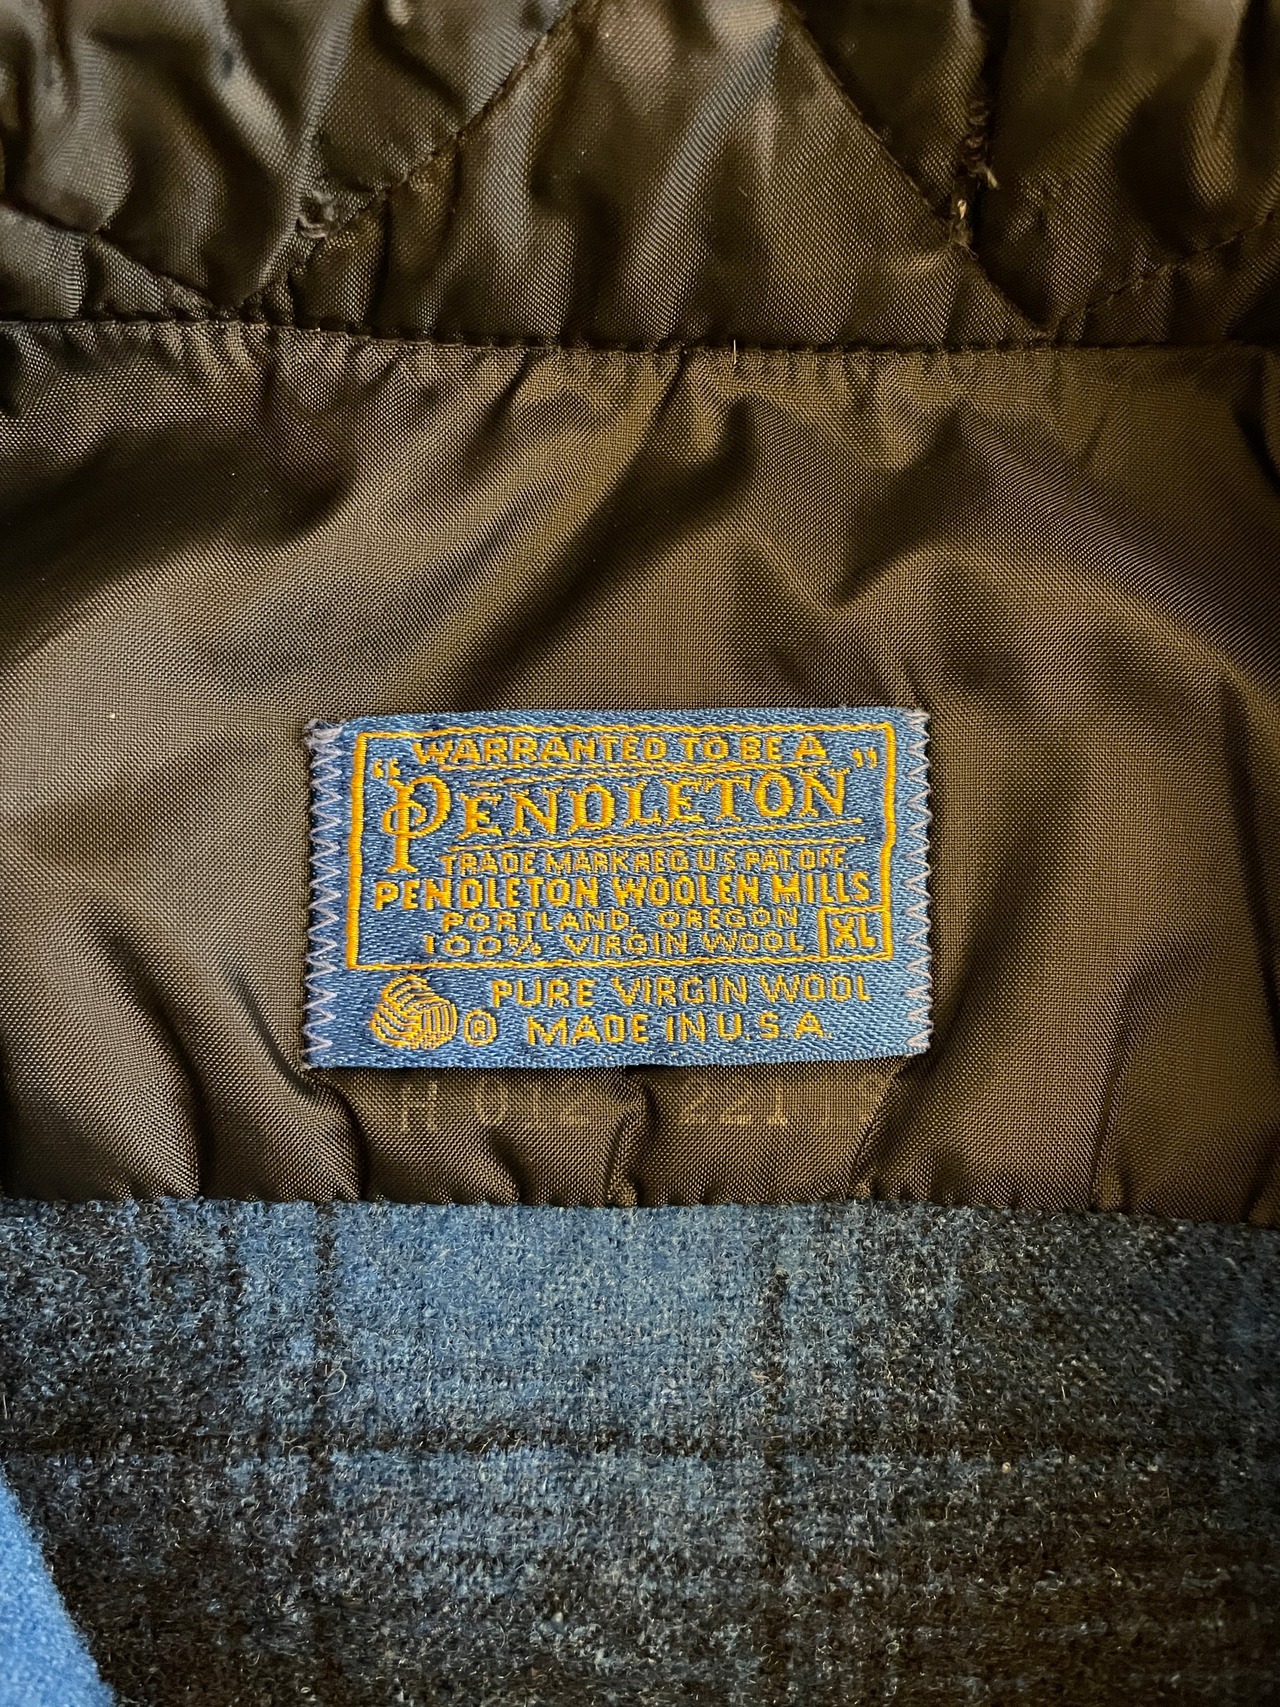 WARRANTED TO BE A
"PENDLETON"
TRADE MARK REG U.S. PAT. OFF.
PENDLETON WOOLEN MILLS
PORTLAND, OREGON
100% VIRGIN WOOL XL
PURE VIRGIN WOOL
® MADE IN U.S.A.
H 221